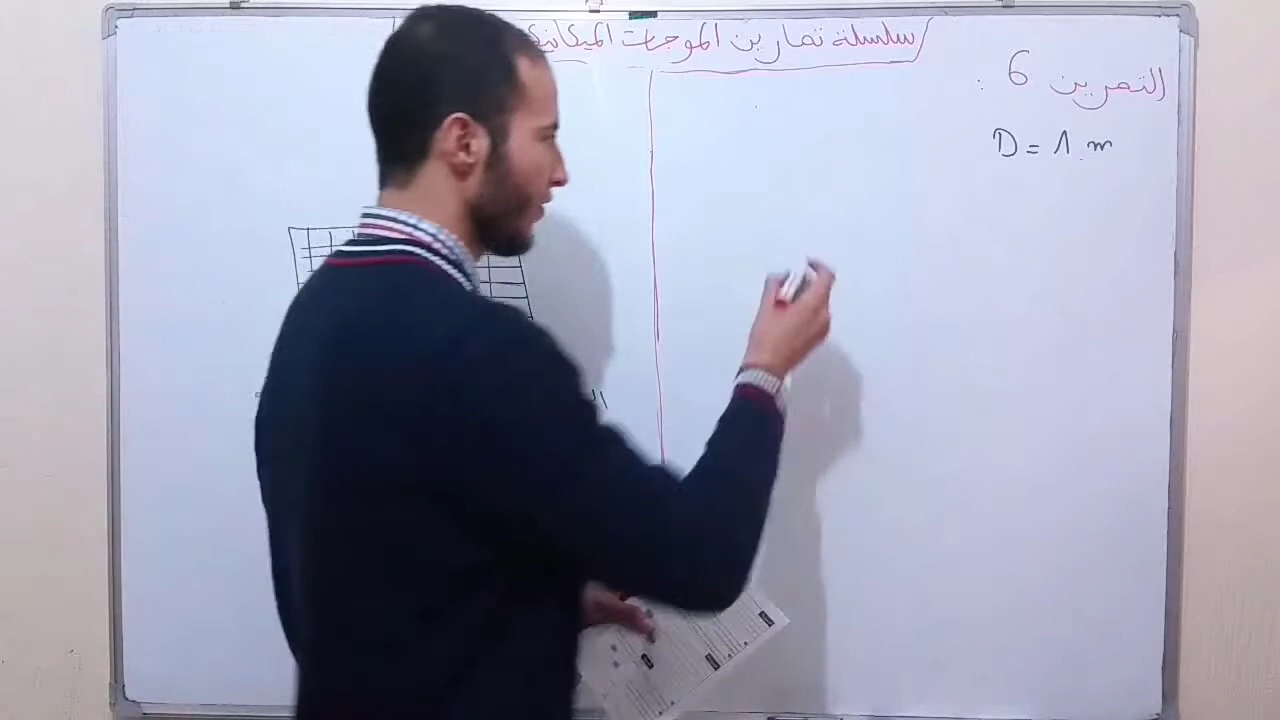 سلسلة تمارين الموجات الميكانيكية
التمرين 6 :
D = 1 m